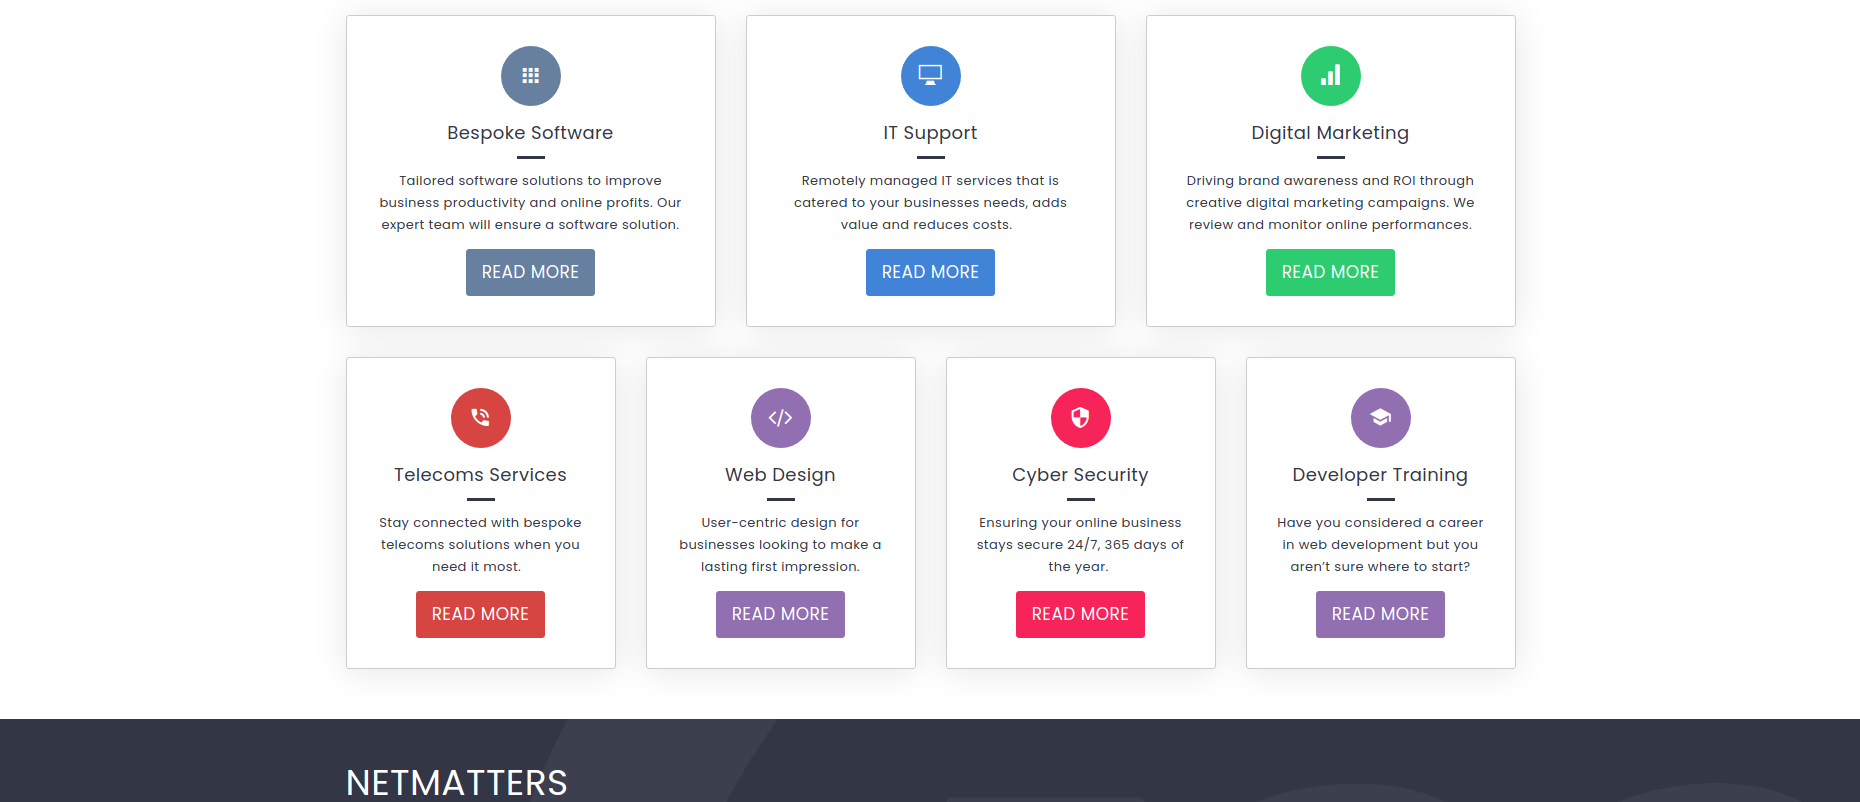 Bespoke Software
Tailored software solutions to improve
business productivity and online profits. Our
expert team will ensure a software solution.
READ MORE
IT Support
Remotely managed IT services that is
catered to your businesses needs, adds
value and reduces costs.
READ MORE
Digital Marketing
Driving brand awareness and ROI through
creative digital marketing campaigns. We
review and monitor online performances.
READ MORE
Telecoms Services
Stay connected with bespoke
telecoms solutions when you
need it most.
READ MORE
Web Design
User-centric design for
businesses looking to make a
lasting first impression.
READ MORE
Cyber Security
Ensuring your online business
stays secure 24/7, 365 days of
the year.
READ MORE
Developer Training
Have you considered a career
in web development but you
aren’t sure where to start?
READ MORE
NETMATTERS